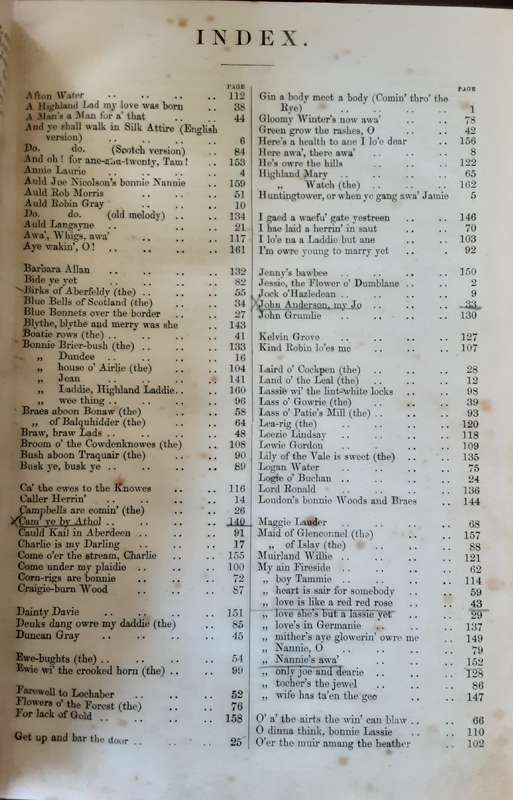 INDEX.
PAGE
Afton Water .. .. .. .. 112
A Highland Lad my love was born .. 38
A Man's a Man for a' that .. .. 44
And ye shall walk in Silk Attire (English
version) .. .. .. .. 6
Do. do. (Scotch version) .. 84
And oh! for ane-and-twenty, Tam! .. 153
Annie Laurie .. .. .. .. 4
Auld Joe Nicolson's bonnie Nannie .. 159
Auld Rob Morris .. .. .. 51
Auld Robin Gray .. .. .. 10
Do. do. (old melody) .. .. 134
Auld Langsyne .. .. .. 21
Awa', Whigs, awa' .. .. .. 117
Aye wakin', O! .. .. .. .. 161
Barbara Allan .. .. .. 132
Bide ye yet .. .. .. .. 82
Birks of Aberfeldy (the) .. .. .. 55
Blue Bells of Scotland (the) .. .. 34
Blue Bonnets over the border .. 27
Blythe, blythe and merry was she .. 143
Boatie rows (the) .. .. .. .. 41
Bonnie Brier-bush (the) .. .. .. 133
„ Dundee .. .. .. .. 16
„ house o' Airlie (the) .. .. 104
„ Jean .. .. .. .. 141
„ Laddie, Highland Laddie.. .. 160
„ wee thing .. .. .. .. 96
Braes aboon Bonaw (the) .. .. 58
„ of Balquhidder (the) .. .. 64
Braw, braw Lads .. .. .. .. 48
Broom o' the Cowdenknowes (the) .. 108
Bush aboon Traquair (the) .. .. 90
Busk ye, busk ye .. .. .. .. 89
Ca' the ewes to the Knowes .. .. 116
Caller Herrin' .. .. .. .. 14
Campbells are comin' (the) .. .. 26
Cam' ye by Athol .. .. .. .. 140
Cauld Kail in Aberdeen .. .. .. 91
Charlie is my Darling .. .. .. 17
Come o'er the stream, Charlie .. .. 155
Come under my plaidie .. .. .. 100
Corn-rigs are bonnie .. .. .. 72
Craigie-burn Wood .. .. .. 87
Dainty Davie .. .. .. .. 151
Deuks dang owre my daddie (the) .. 85
Duncan Gray .. .. .. .. 45
Ewe-bughts (the) .. .. .. .. 54
Ewie wi' the crooked horn (the) .. .. 99
Farewell to Lochaber .. .. .. 52
Flowers o' the Forest (the) .. .. 76
For lack of Gold .. .. .. .. 158
Get up and bar the door .. .. .. 25
PAGE
Gin a body meet a body (Comin' thro' the
Rye) .. .. .. .. .. 1
Gloomy Winter's now awa' .. .. 78
Green grow the rashes, O .. .. 42
Here's a health to ane I lo'e dear .. 156
Here awa', there awa' .. .. .. 8
He's owre the hills .. .. .. 122
Highland Mary .. .. .. .. 65
„ Watch (the) .. .. .. 162
Huntingtower, or when ye gang awa' Jamie 5
I gaed a waefu' gate yestreen .. .. 146
I hae laid a herrin' in saut .. .. 70
I lo'e na a Laddie but ane .. .. 103
I'm owre young to marry yet .. .. 92
Jenny's bawbee .. .. .. .. 150
Jessie, the Flower o' Dumblane .. .. 2
Jock o'Hazledean .. .. .. .. 9
John Anderson, my Jo .. .. .. 33
John Grumlie .. .. .. .. 130
Kelvin Grove .. .. .. .. 127
Kind Robin lo'es me .. .. .. 107
Laird o' Cockpen (the) .. .. .. 28
Land o' the Leal (the) .. .. .. 12
Lassie wi' the lint-white locks .. .. 98
Lass o' Gowrie (the) .. .. .. 39
Lass o' Patie's Mill (the) .. .. .. 93
Lea-rig (the) .. .. .. .. 120
Leezie Lindsay .. .. .. .. 118
Lewie Gordon .. .. .. .. 109
Lily of the Vale is sweet (the) .. .. 135
Logan Water .. .. .. .. 75
Logie o' Buchan .. .. .. .. 24
Lord Ronald .. .. .. .. 136
London's bonnie Woods and Braes .. 144
Maggie Lauder .. .. .. .. 68
Maid of Glenconnel (the) .. .. 157
„ of Islay (the) .. .. .. 88
Muirland Willie .. .. .. .. 121
My ain Fireside .. .. .. .. 62
„ boy Tammie .. .. .. .. 114
„ heart is sair for somebody .. .. 59
„ love is like a red red rose .. .. 43
„ love she's but a lassie yet .. .. 29
„ love's in Germanie .. .. .. 137
„ mither's aye glowerin' owre me .. 149
„ Nannie, O .. .. .. .. 79
„ Nannie's awa' .. .. .. .. 152
„ only joe and dearie .. .. .. 128
„ tocher's the jewel .. .. .. 86
„ wife has ta'en the gee .. .. 147
O' a' the airts the win' can blaw .. .. 66
O dinna think, bonnie Lassie .. .. 110
O'er the muir amang the heather .. 102